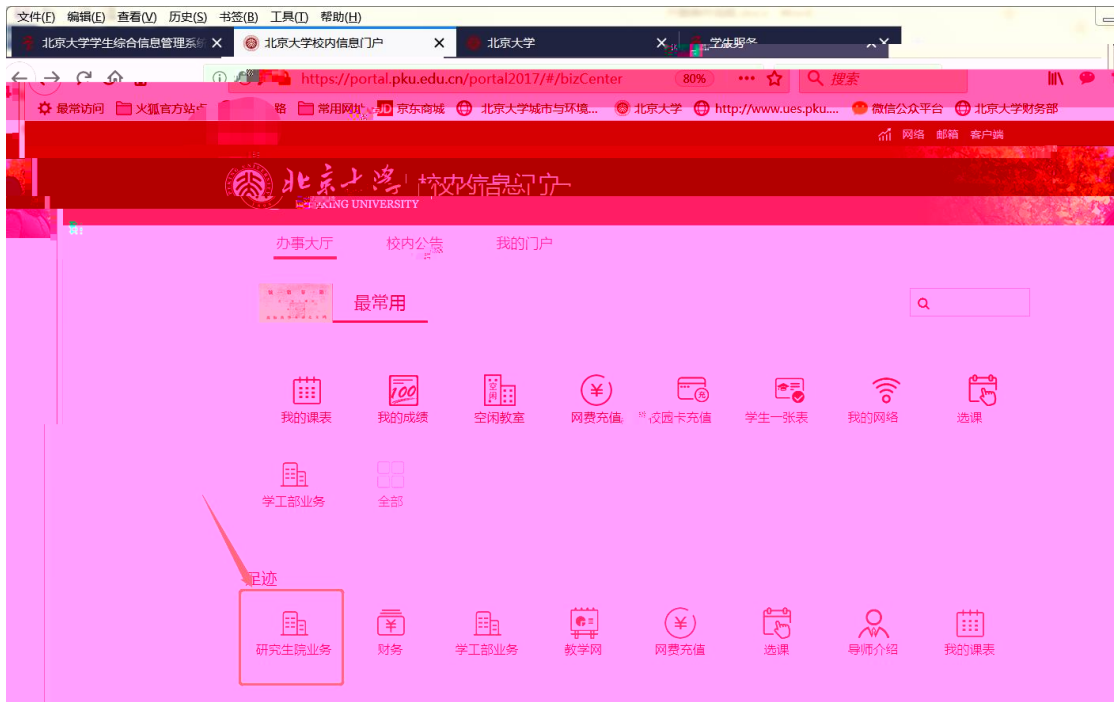 文件(F) 编辑(E) 查看(V) 历史(S) 书签(B) 工具(T) 帮助(H)
北京大学学生综合信息管理系统 北京大学校内信息门户 北京大学
https://portal.pku.edu.cn/portal2017/#/bizCenter 80% 搜索
最常访问 火狐官方站点 常用网址 JD 京东商城 北京大学城市与环境... 北京大学 http://www.ues.pku.... 微信公众平台 北京大学财务部
网络 邮箱 客户端
北京大学 校内信息门户
PEKING UNIVERSITY
办事大厅 校内公告 我的门户
最常用
我的课表 我的成绩 空闲教室 网费充值 校园卡充值 学生一张表 我的网络 选课
学工部业务 全部
足迹
研究生院业务 财务 学工部业务 教学网 网费充值 选课 导师介绍 我的课表